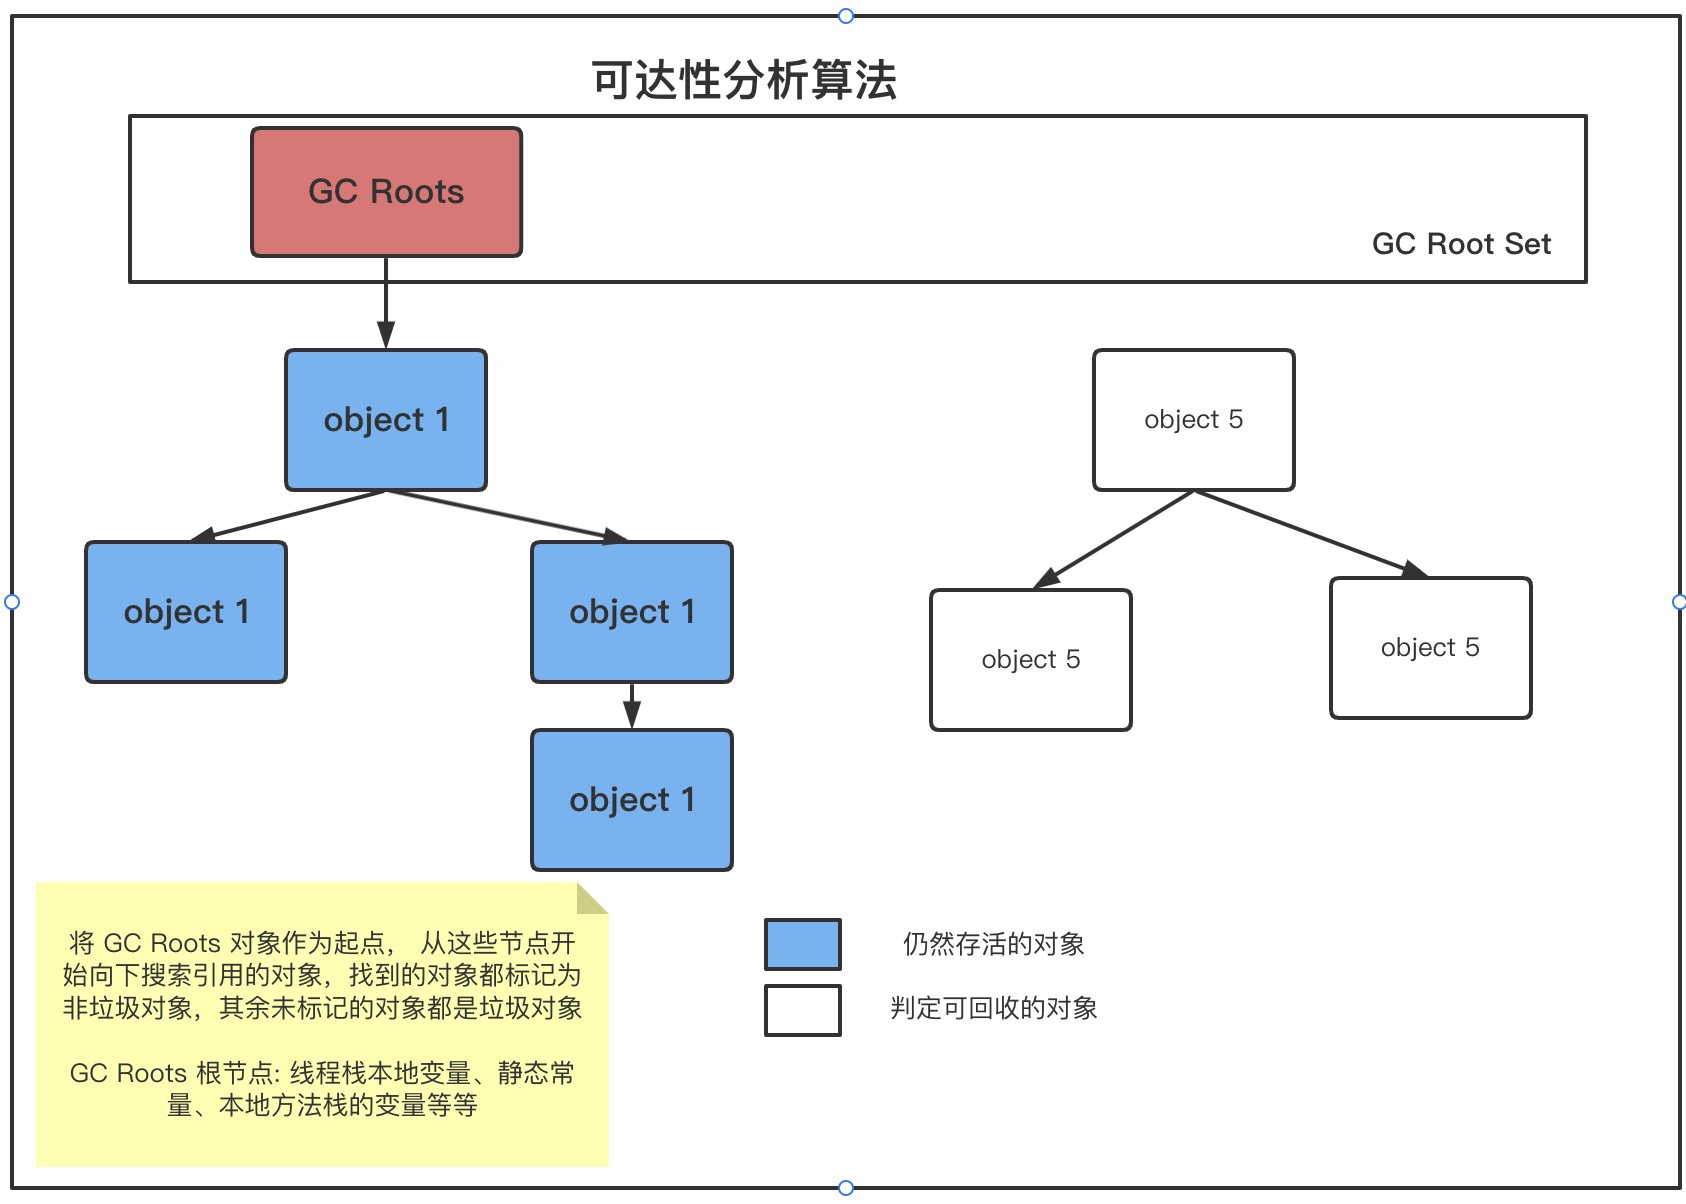 可达性分析算法
GC Roots
GC Root Set
object 1
object 5
object 1
object 1
object 5
object 5
object 1
将 GC Roots 对象作为起点， 从这些节点开
始向下搜索引用的对象，找到的对象都标记为
非垃圾对象，其余未标记的对象都是垃圾对象
GC Roots 根节点: 线程栈本地变量、静态常
量、本地方法栈的变量等等
仍然存活的对象
判定可回收的对象